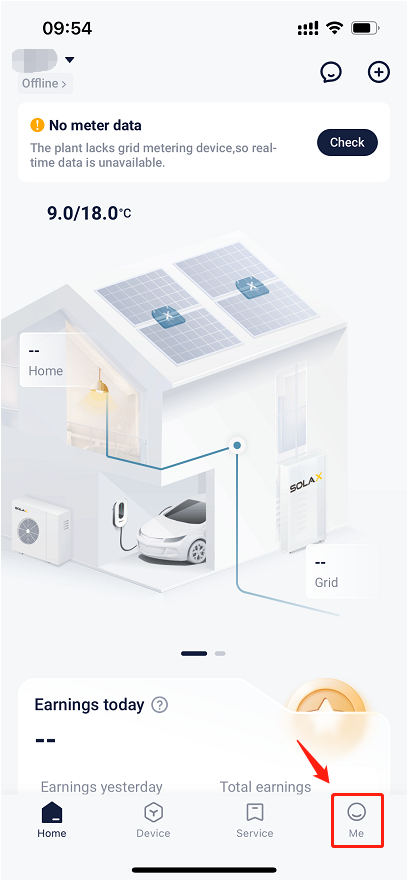 09:54
Offline >
No meter data
The plant lacks grid metering device,so real-
time data is unavailable.
Check
9.0/18.0°C
--
Home
SOLAX
SOLAX
--
Grid
Earnings today ?
--
Earnings yesterday
Total earnings
Home
Device
Service
Me